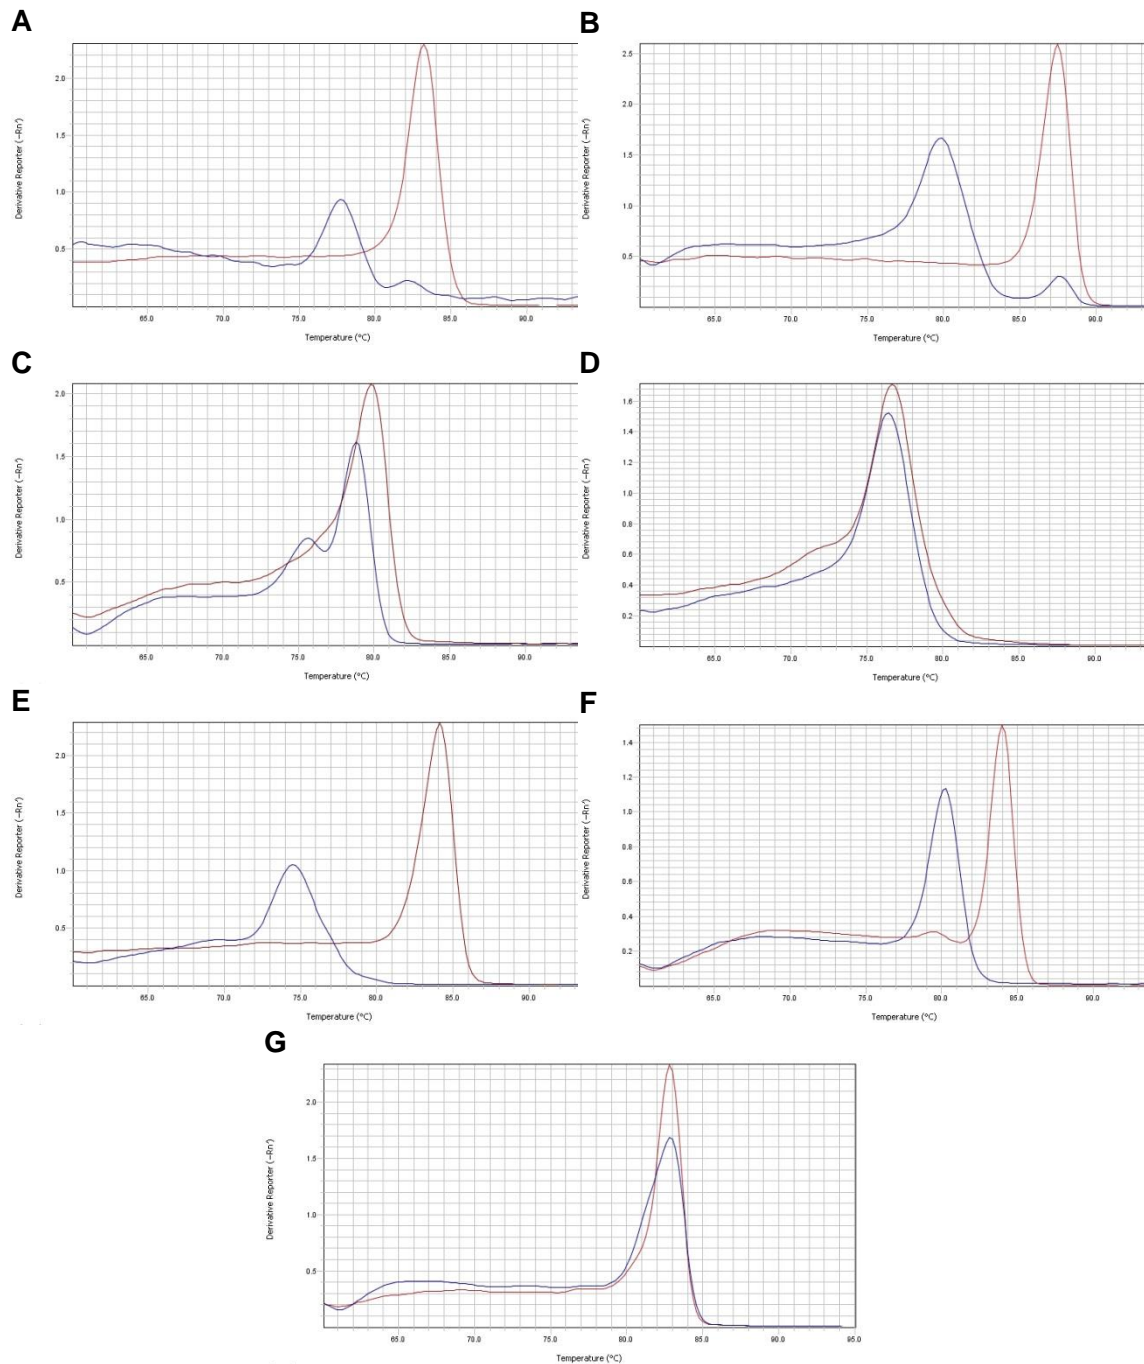 A
B
2.0
1.5
1.0
0.5
Derivative Reporter (-Rn')
65.0 70.0 75.0 80.0 85.0 90.0
Temperature (°C)
2.5
2.0
1.5
1.0
0.5
Derivative Reporter (-Rn')
65.0 70.0 75.0 80.0 85.0 90.0
Temperature (°C)
C
D
2.0
1.5
1.0
0.5
Derivative Reporter (-Rn')
65.0 70.0 75.0 80.0 85.0 90.0
Temperature (°C)
1.6
1.4
1.2
1.0
0.8
0.6
0.4
0.2
Derivative Reporter (-Rn')
65.0 70.0 75.0 80.0 85.0 90.0
Temperature (°C)
E
F
2.0
1.5
1.0
0.5
Derivative Reporter (-Rn')
65.0 70.0 75.0 80.0 85.0 90.0
Temperature (°C)
1.4
1.2
1.0
0.8
0.6
0.4
0.2
Derivative Reporter (-Rn')
65.0 70.0 75.0 80.0 85.0 90.0
Temperature (°C)
G
2.0
1.5
1.0
0.5
Derivative Reporter (-Rn')
65.0 70.0 75.0 80.0 85.0 90.0 95.0
Temperature (°C)